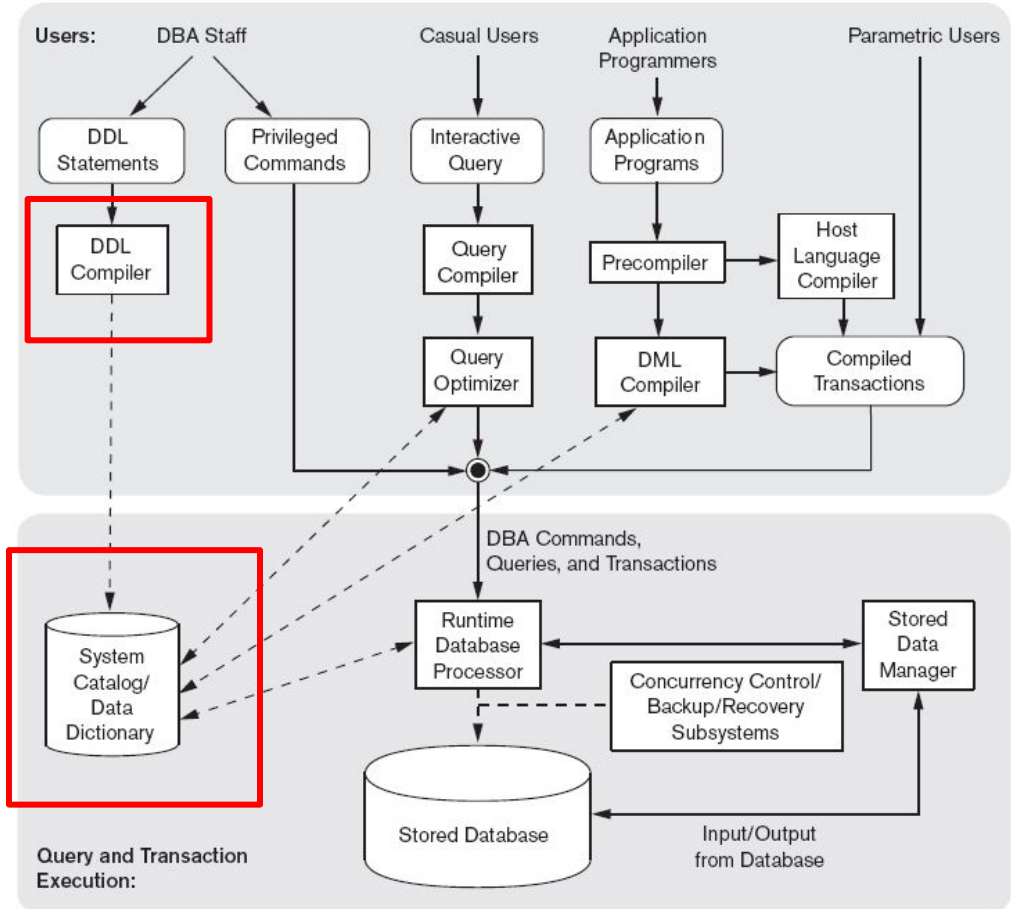 Users:
DBA Staff
Casual Users
Application
Programmers
Parametric Users
DDL
Statements
Privileged
Commands
Interactive
Query
Application
Programs
DDL
Compiler
Query
Compiler
Precompiler
Host
Language
Compiler
Query
Optimizer
DML
Compiler
Compiled
Transactions
DBA Commands,
Queries, and Transactions
System
Catalog/
Data
Dictionary
Runtime
Database
Processor
Stored
Data
Manager
Concurrency Control/
Backup/Recovery
Subsystems
Stored Database
Input/Output
from Database
Query and Transaction
Execution: